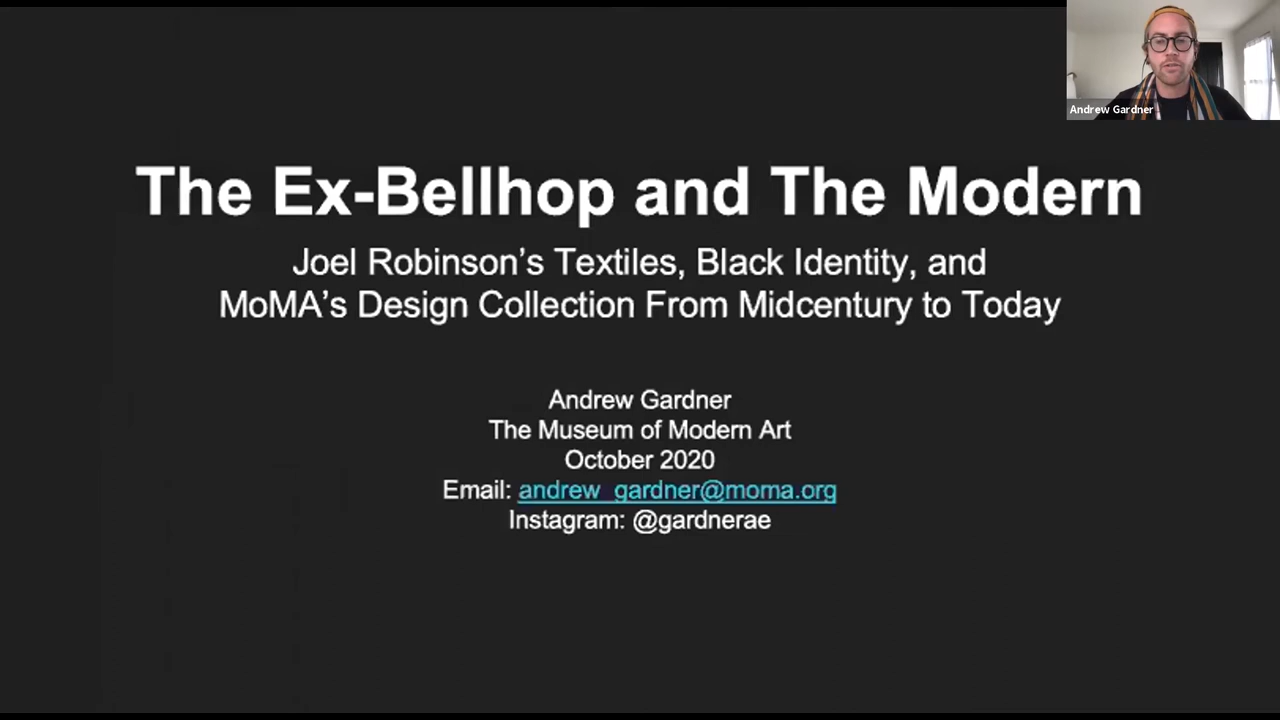 Andrew Gardner
The Ex-Bellhop and The Modern
Joel Robinson’s Textiles, Black Identity, and
MoMA’s Design Collection From Midcentury to Today
Andrew Gardner
The Museum of Modern Art
October 2020
Email: andrew_gardner@moma.org
Instagram: @gardnerae